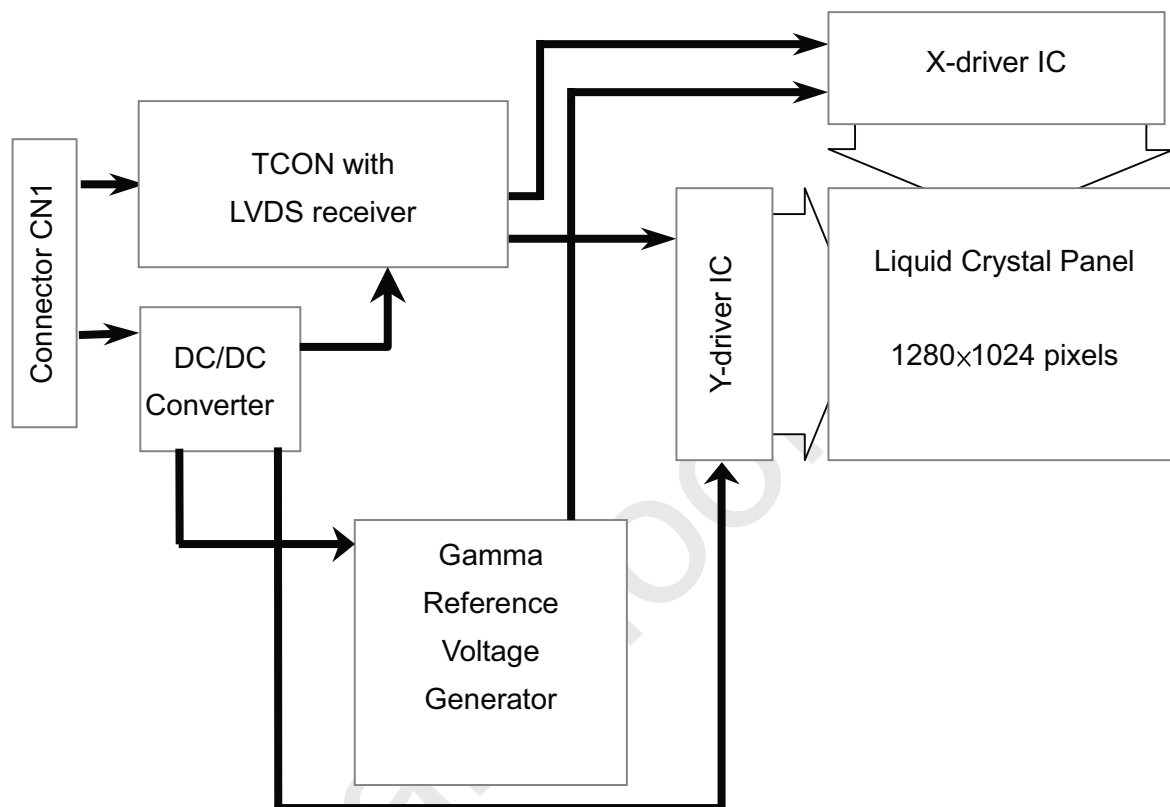 X-driver IC
TCON with
LVDS receiver
Connector CN1
Liquid Crystal Panel
1280×1024 pixels
Y-driver IC
DC/DC
Converter
Gamma
Reference
Voltage
Generator